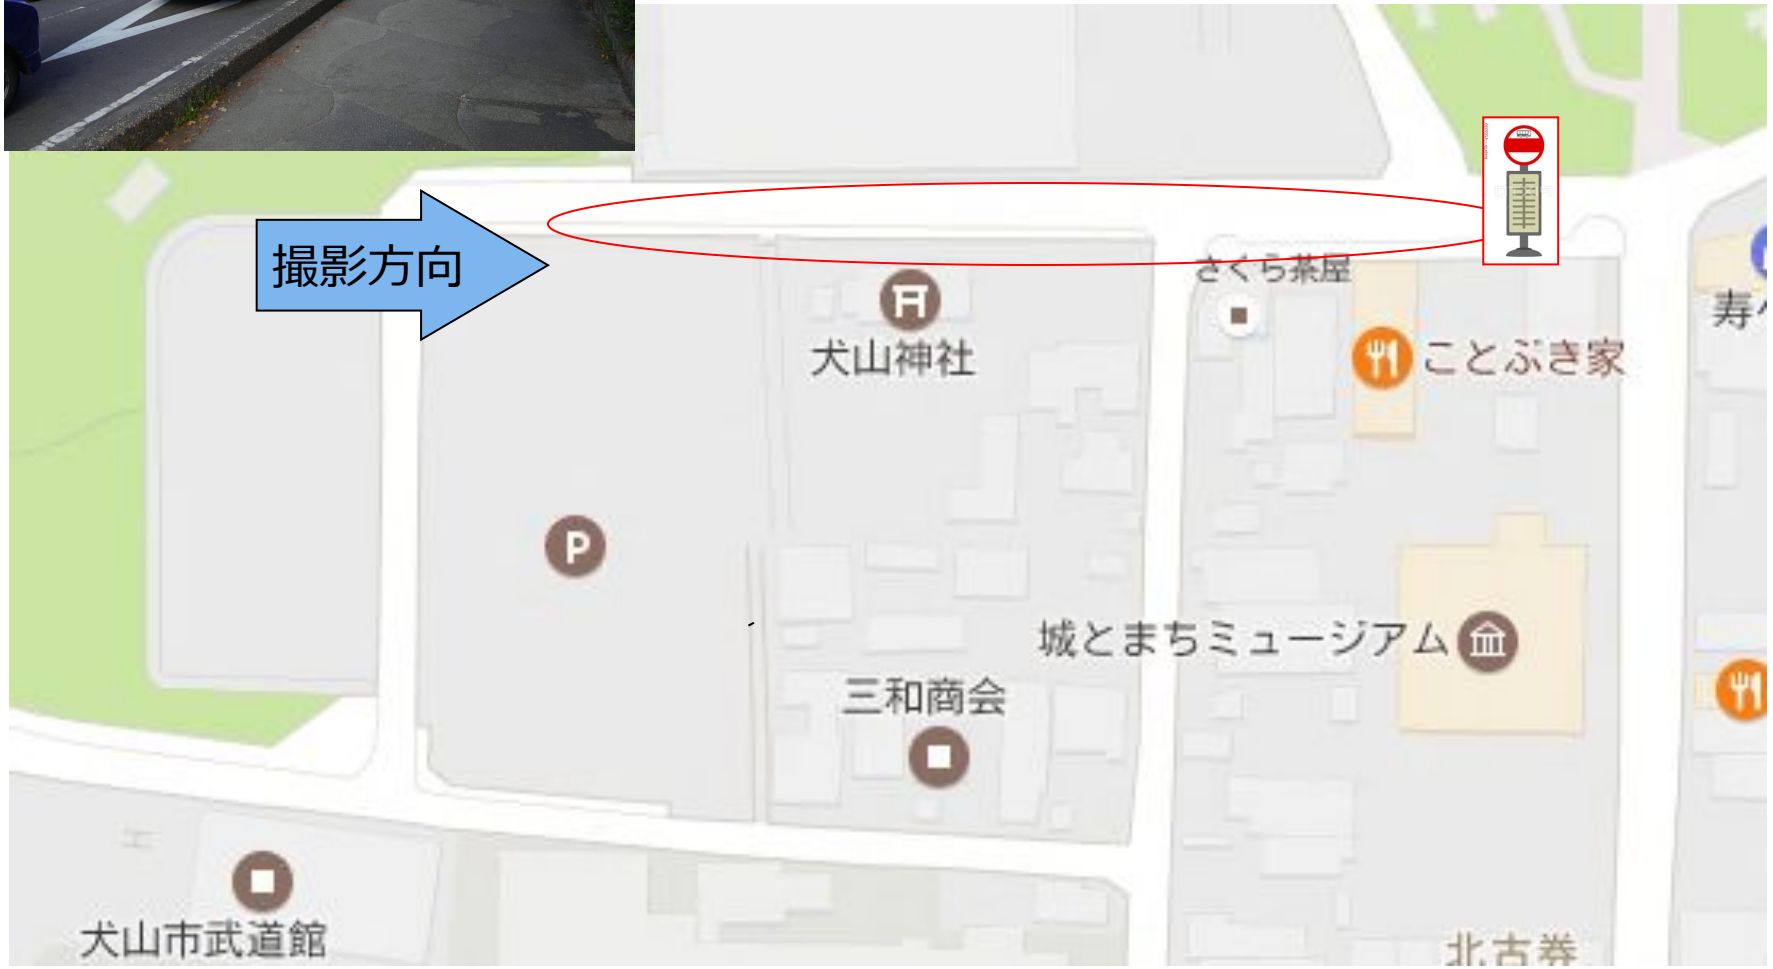 撮影方向
さくら茶屋
犬山神社
ことぶき家
寿
P
城とまちミュージアム
三和商会
犬山市武道館
北古券